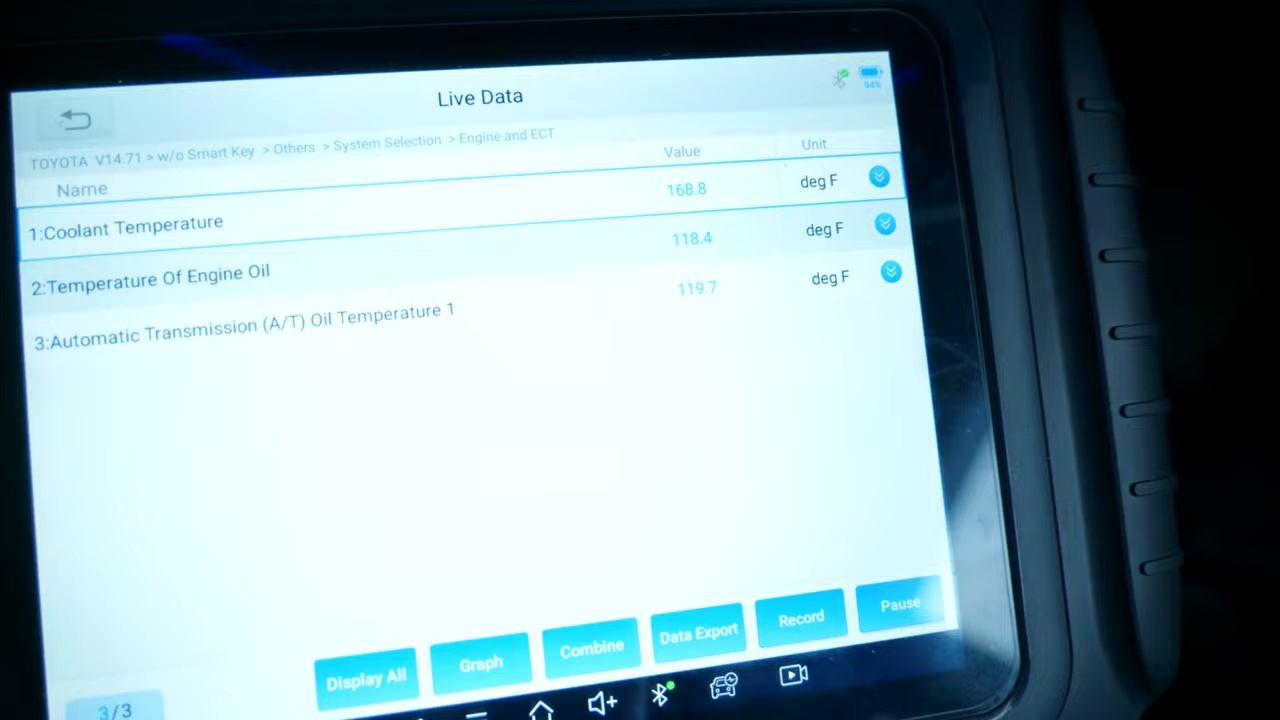 Live Data
94%
TOYOTA V14.71 > w/o Smart Key > Others > System Selection > Engine and ECT
Name Value Unit
1:Coolant Temperature 168.8 deg F
2:Temperature Of Engine Oil 118.4 deg F
3:Automatic Transmission (A/T) Oil Temperature 1 119.7 deg F
Display All Graph Combine Data Export Record Pause
3/3